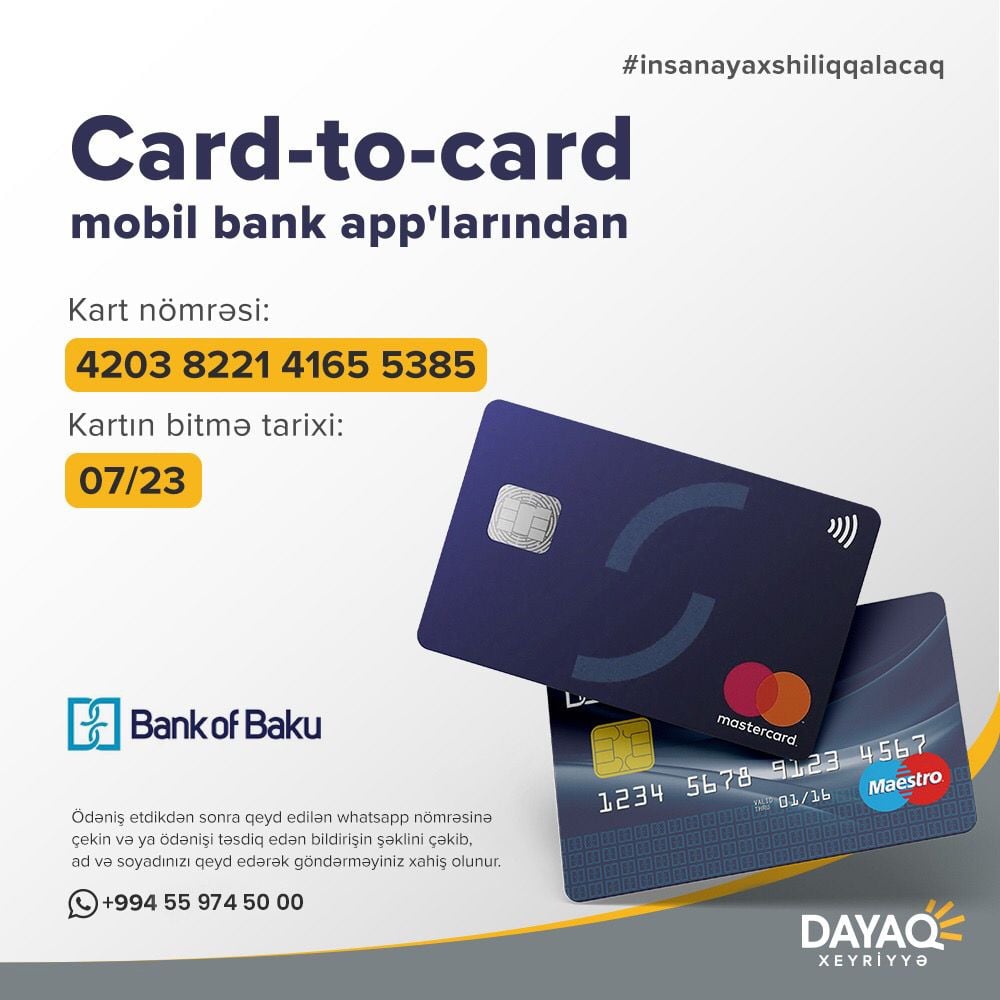 #insanayaxshiliqqalacaq
Card-to-card
mobil bank app'larından
Kart nömrəsi:
4203 8221 4165 5385
Kartın bitmə tarixi:
07/23
mastercard.
1234 5678 9123 4567
VALID
THRU
01/16
Maestro
Bank of Baku
Ödəniş etdikdən sonra qeyd edilən whatsapp nömrəsinə
çekin və ya ödənişi təsdiq edən bildirişin şəklini çəkib,
ad və soyadınızı qeyd edərək göndərməyiniz xahiş olunur.
+994 55 974 50 00
DAYAQ
XEYRİYYƏ